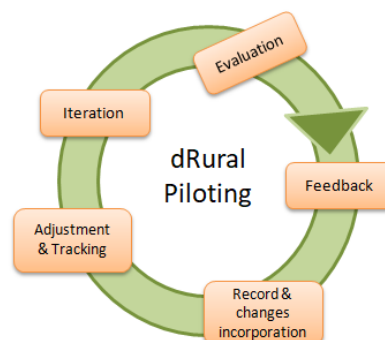 Evaluation
Iteration
dRural
Piloting
Feedback
Adjustment
& Tracking
Record &
changes
incorporation